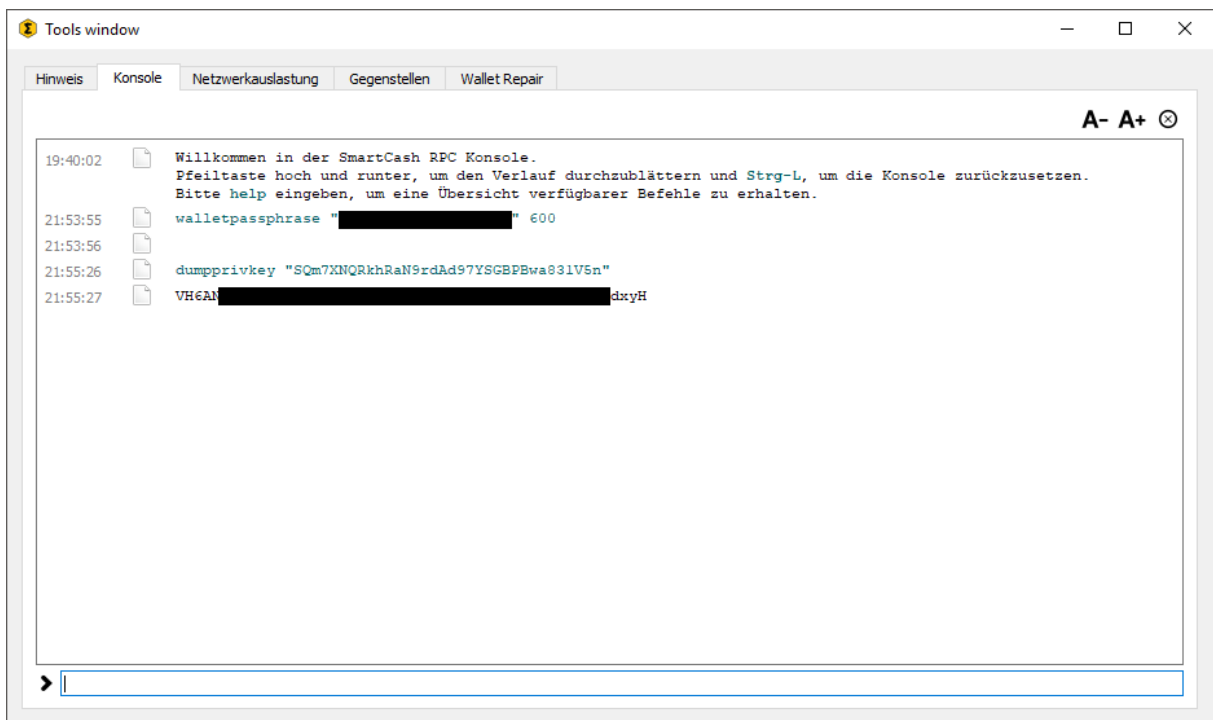 Tools window
Hinweis Konsole Netzwerkauslastung Gegenstellen Wallet Repair
A- A+
19:40:02 Willkommen in der SmartCash RPC Konsole.
Pfeiltaste hoch und runter, um den Verlauf durchzublättern und Strg-L, um die Konsole zurückzusetzen.
Bitte help eingeben, um eine Übersicht verfügbarer Befehle zu erhalten.
21:53:55 walletpassphrase "" 600
21:53:56
21:55:26 dumpprivkey "SQm7XNQRkhRaN9rdAd97YSGBPBwa831V5n"
21:55:27 VH6AN dxyH